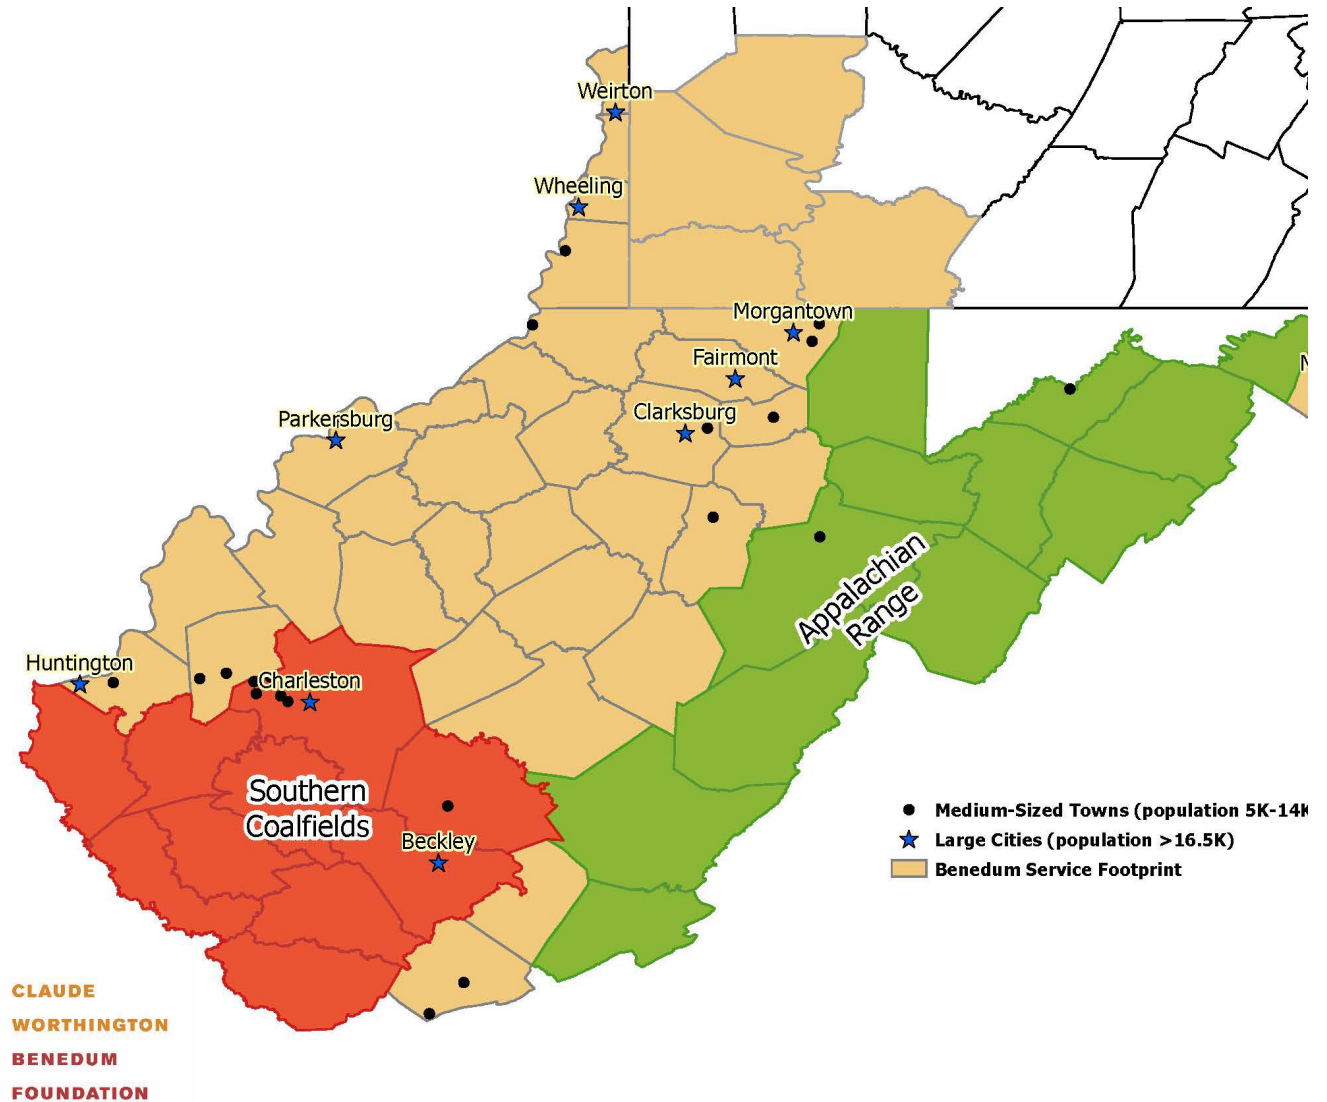 Weirton
Wheeling
Morgantown
Fairmont
Clarksburg
Parkersburg
Appalachian
Range
Huntington
Charleston
Southern
Coalfields
Beckley
Medium-Sized Towns (population 5K-14K
Large Cities (population >16.5K)
Benedum Service Footprint
CLAUDE
WORTHINGTON
BENEDUM
FOUNDATION